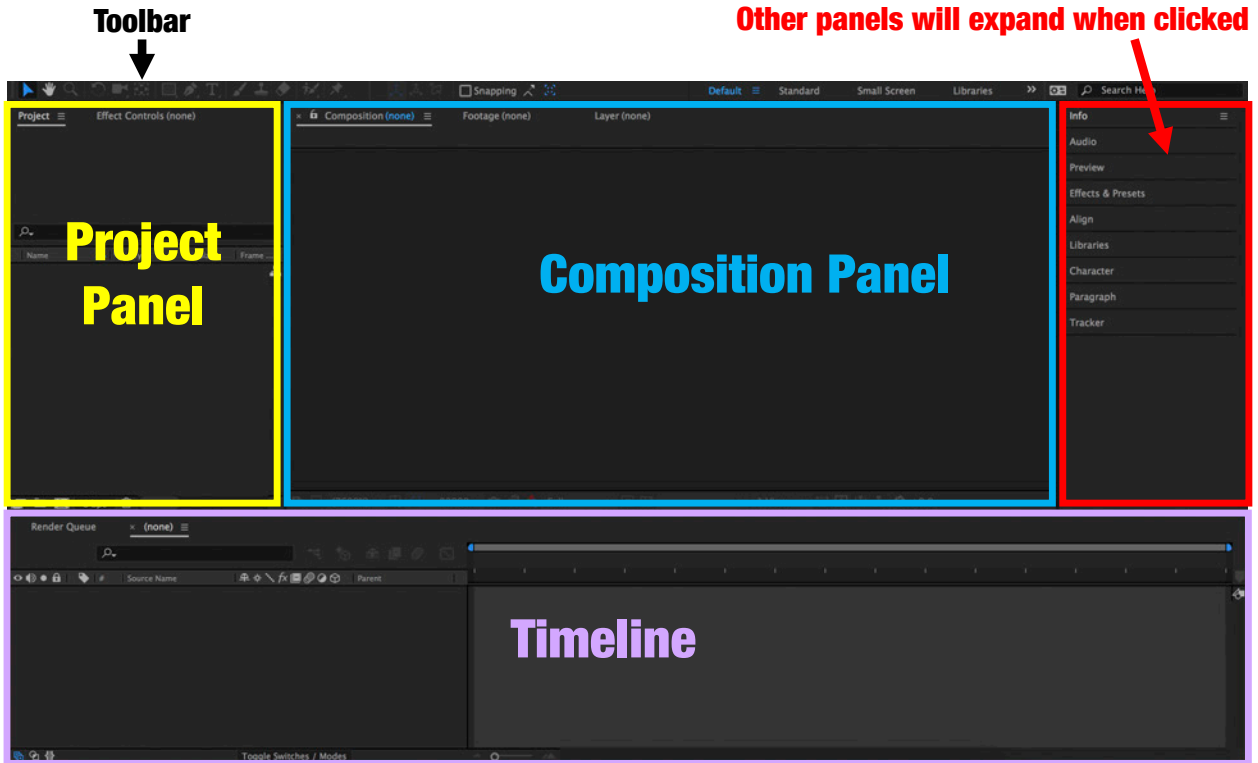 Toolbar
Other panels will expand when clicked
Snapping
Default
Standard
Small Screen
Libraries
Search Help
Project
Effect Controls (none)
Composition (none)
Footage (none)
Layer (none)
Info
Audio
Preview
Effects & Presets
Align
Libraries
Character
Paragraph
Tracker
Name
Frame ...
Project
Panel
Composition Panel
Render Queue
(none)
# Source Name
Parent
Timeline
Toggle Switches / Modes